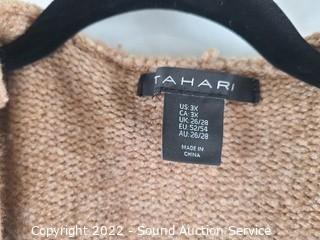 TAHARI
US: 3X
CA: 3X
UK: 26/28
EU: 52/54
AU: 26/28
MADE IN
CHINA
Copyright 2022 - Sound Auction Service